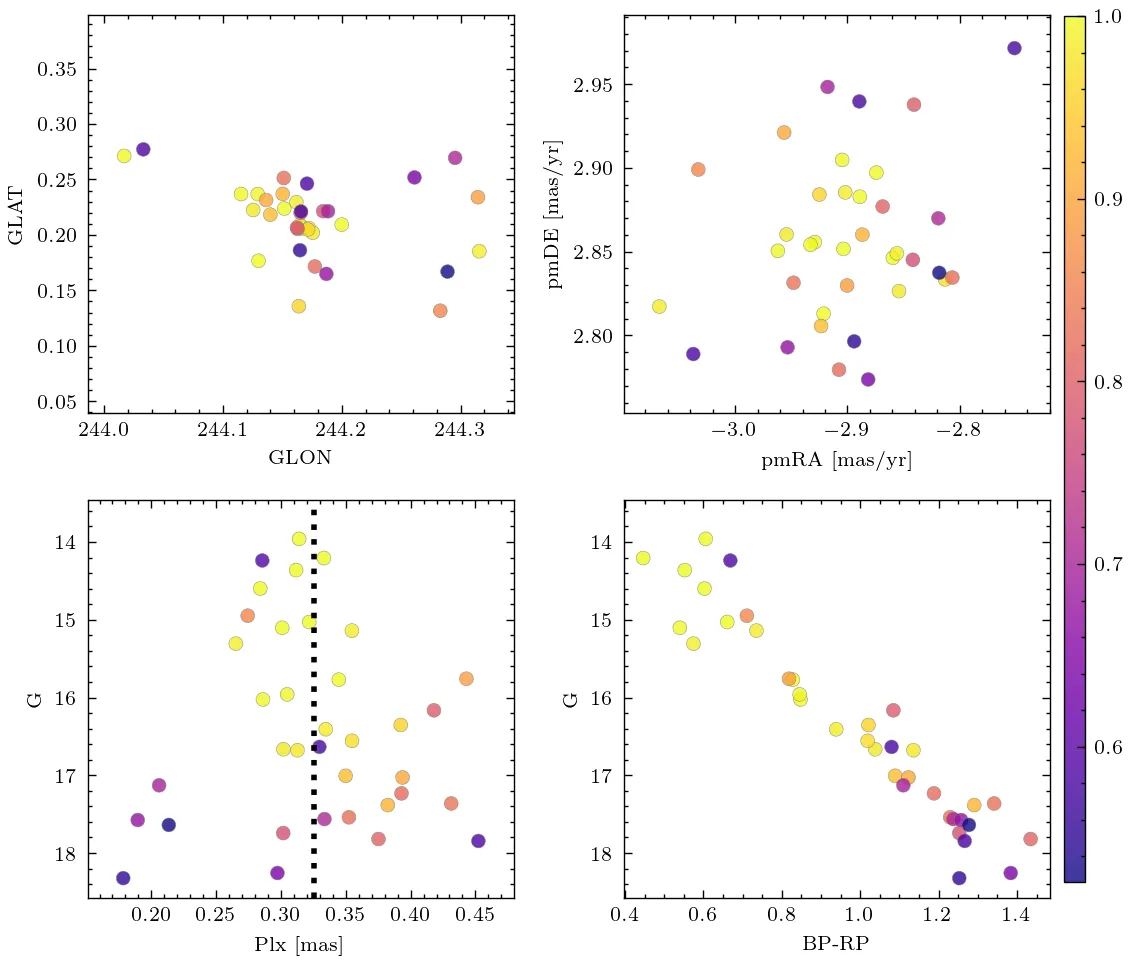 0.35
0.30
0.25
0.20
0.15
0.10
0.05
GLAT
244.0 244.1 244.2 244.3
GLON
2.95
2.90
2.85
2.80
pmDE [mas/yr]
−3.0 −2.9 −2.8
pmRA [mas/yr]
1.0
0.9
0.8
0.7
0.6
14
15
16
17
18
G
0.20 0.25 0.30 0.35 0.40 0.45
Plx [mas]
14
15
16
17
18
G
0.4 0.6 0.8 1.0 1.2 1.4
BP-RP